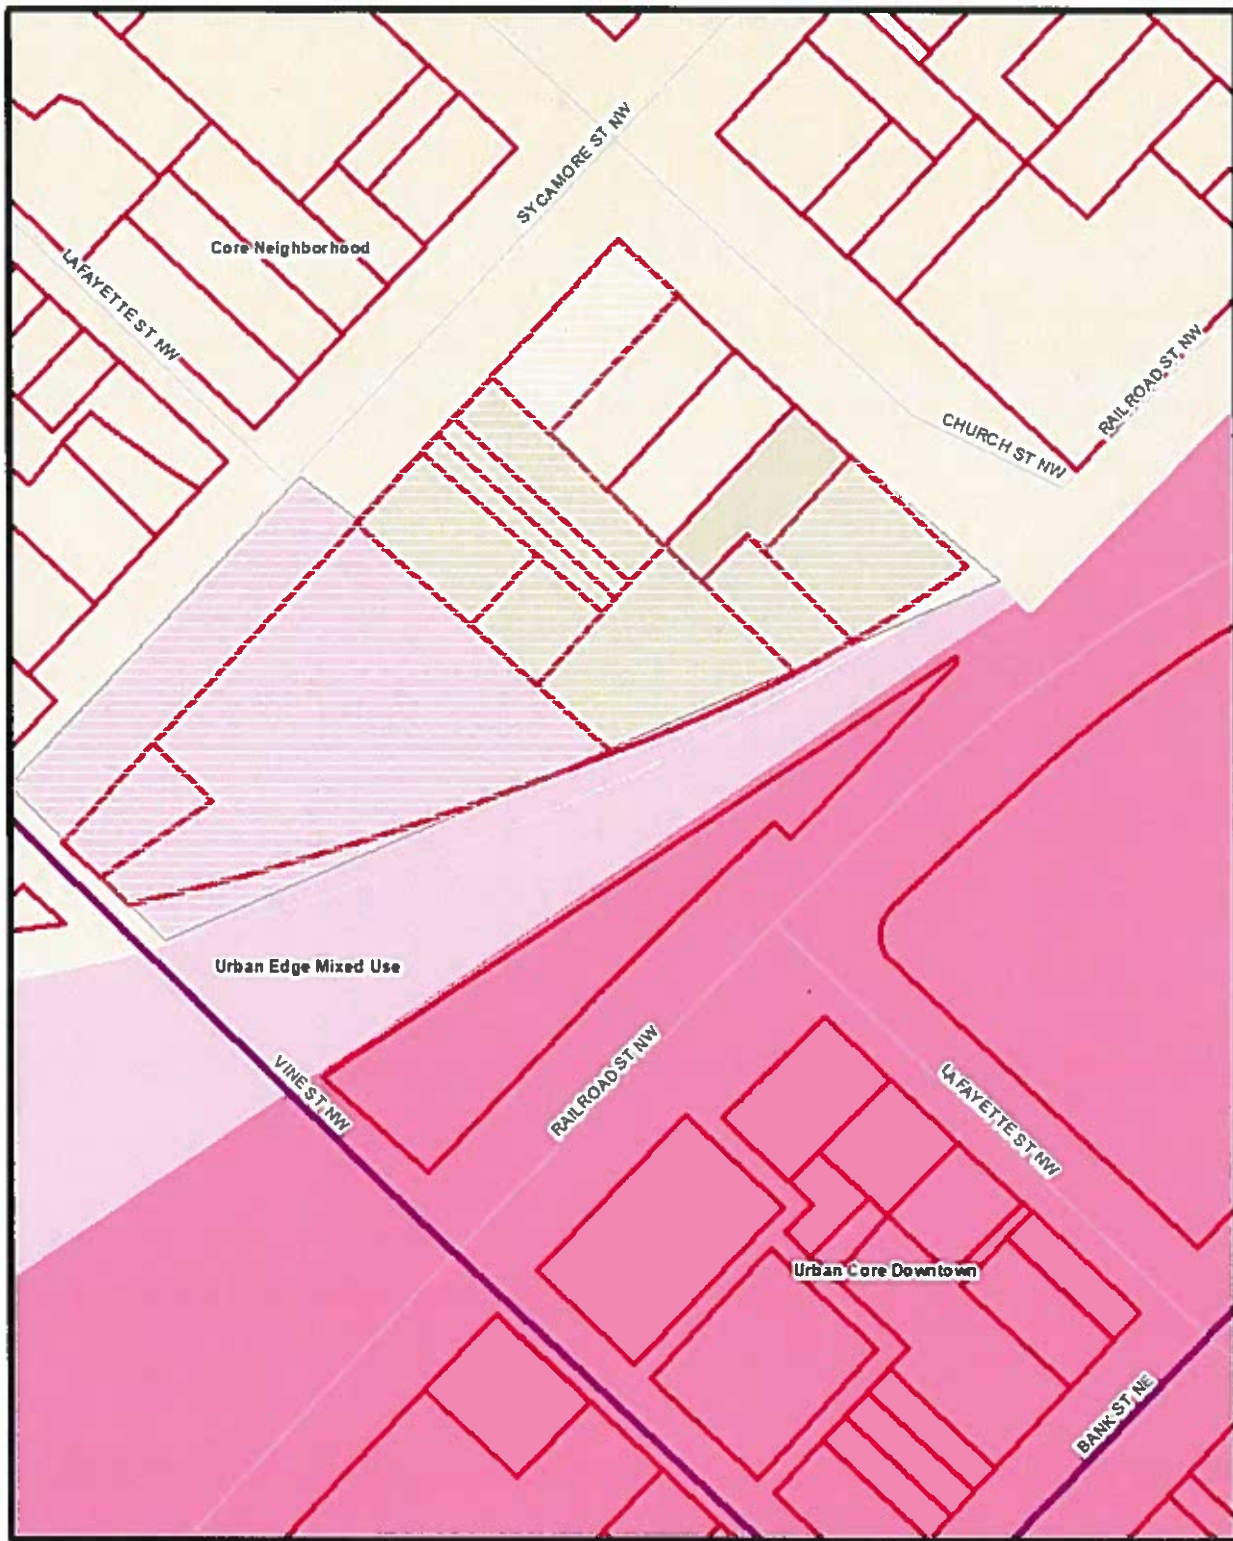 SYCAMORE ST NW
Core Neighborhood
LAFAYETTE ST NW
RAILROAD ST NW
CHURCH ST NW
Urban Edge Mixed Use
VINE ST NW
RAILROAD ST NW
LAFAYETTE ST NW
Urban Core Downtown
BANK ST NE